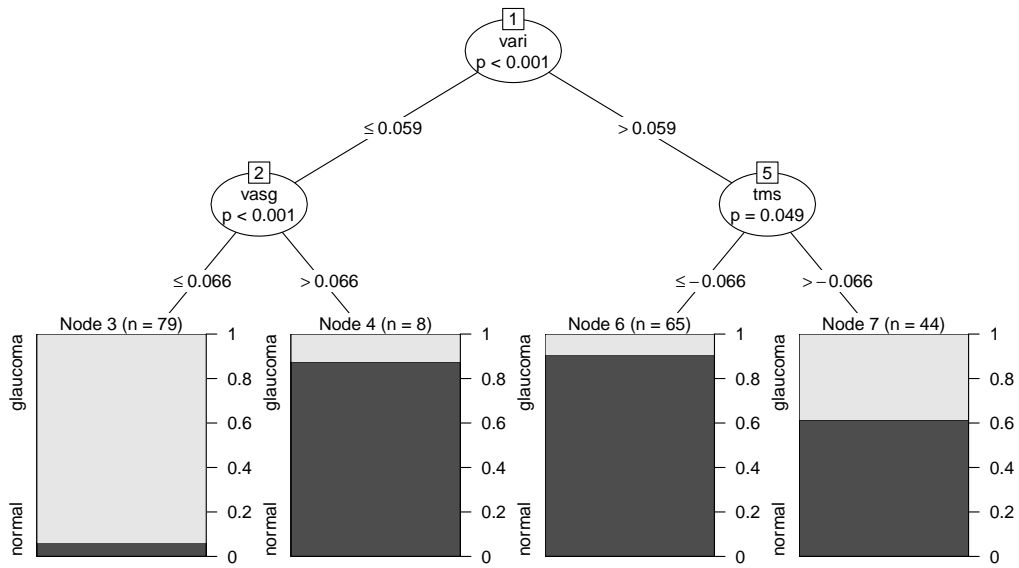 1
vari
p < 0.001
≤ 0.059
> 0.059
2
vasg
p < 0.001
5
tms
p = 0.049
≤ 0.066
> 0.066
≤ −0.066
> −0.066
Node 3 (n = 79)
normal
glaucoma
0
0.2
0.4
0.6
0.8
1
Node 4 (n = 8)
normal
glaucoma
0
0.2
0.4
0.6
0.8
1
Node 6 (n = 65)
normal
glaucoma
0
0.2
0.4
0.6
0.8
1
Node 7 (n = 44)
normal
glaucoma
0
0.2
0.4
0.6
0.8
1